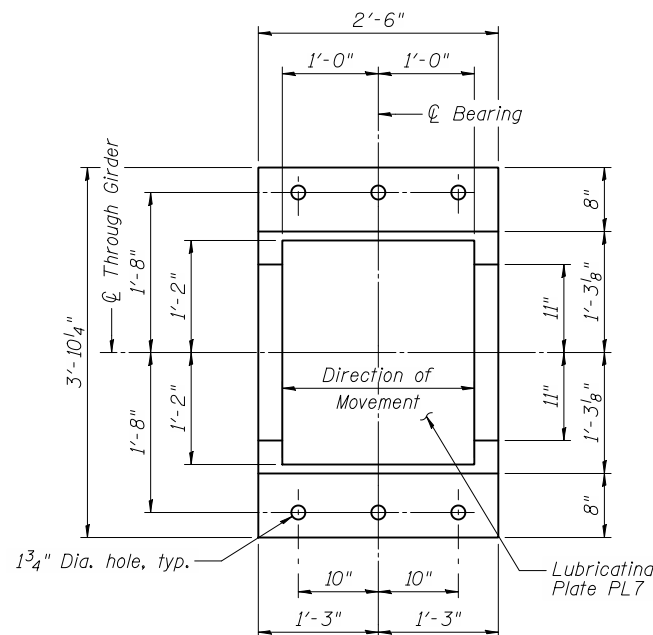 2'-6"
1'-0" 1'-0"
℄ Bearing
℄ Through Girder
3'-10¼"
1'-8"
1'-2"
8"
1'-3⅛"
11"
Direction of
Movement
1'-8"
1'-2"
11"
1'-3⅛"
8"
1¾" Dia. hole, typ.
10" 10"
Lubricating
Plate PL7
1'-3" 1'-3"